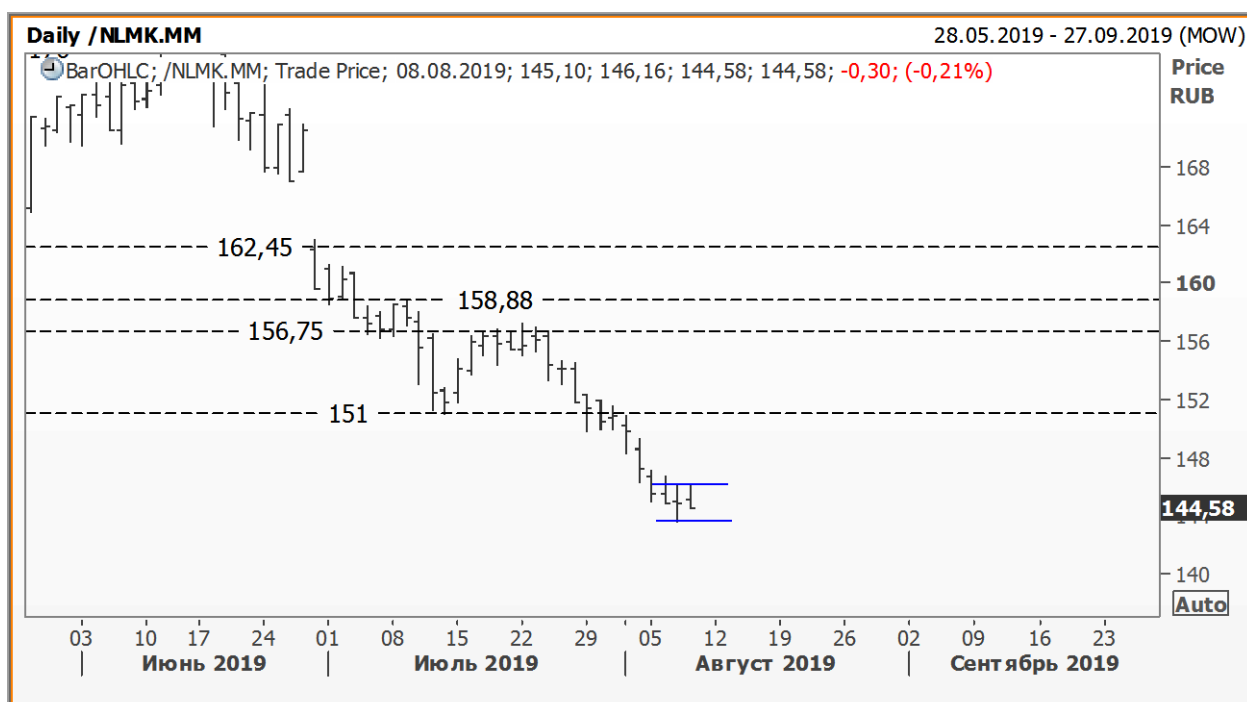 Daily /NLMK.MM 28.05.2019 - 27.09.2019 (MOW)
BarOHLC; /NLMK.MM; Trade Price; 08.08.2019; 145,10; 146,16; 144,58; 144,58; -0,30; (-0,21%)
Price
RUB
168
164
162,45
160
158,88
156,75
156
152
151
148
144,58
140
Auto
03 10 17 24 01 08 15 22 29 05 12 19 26 02 09 16 23
Июнь 2019 Июль 2019 Август 2019 Сентябрь 2019